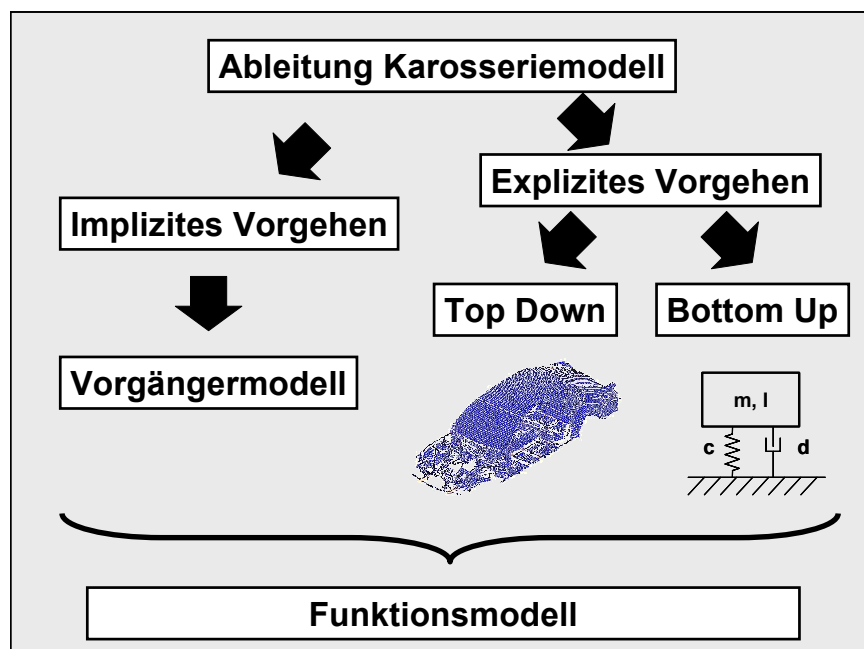 Ableitung Karosseriemodell
Explizites Vorgehen
Implizites Vorgehen
Top Down
Bottom Up
Vorgängermodell
m, l
c
d
Funktionsmodell